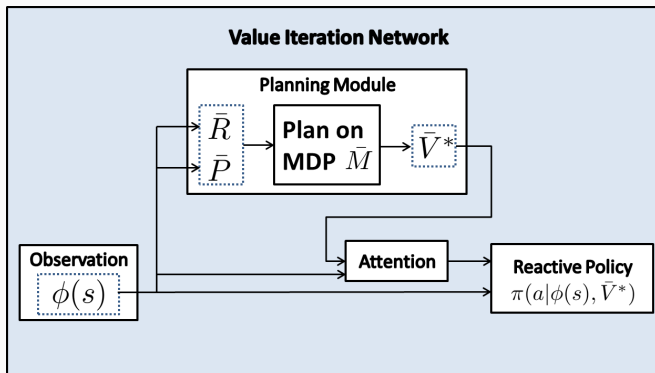 Value Iteration Network
Planning Module
R̄
P̄
Plan on
MDP M̄
V̄*
Observation
ϕ(s)
Attention
Reactive Policy
π(a|ϕ(s), V̄*)